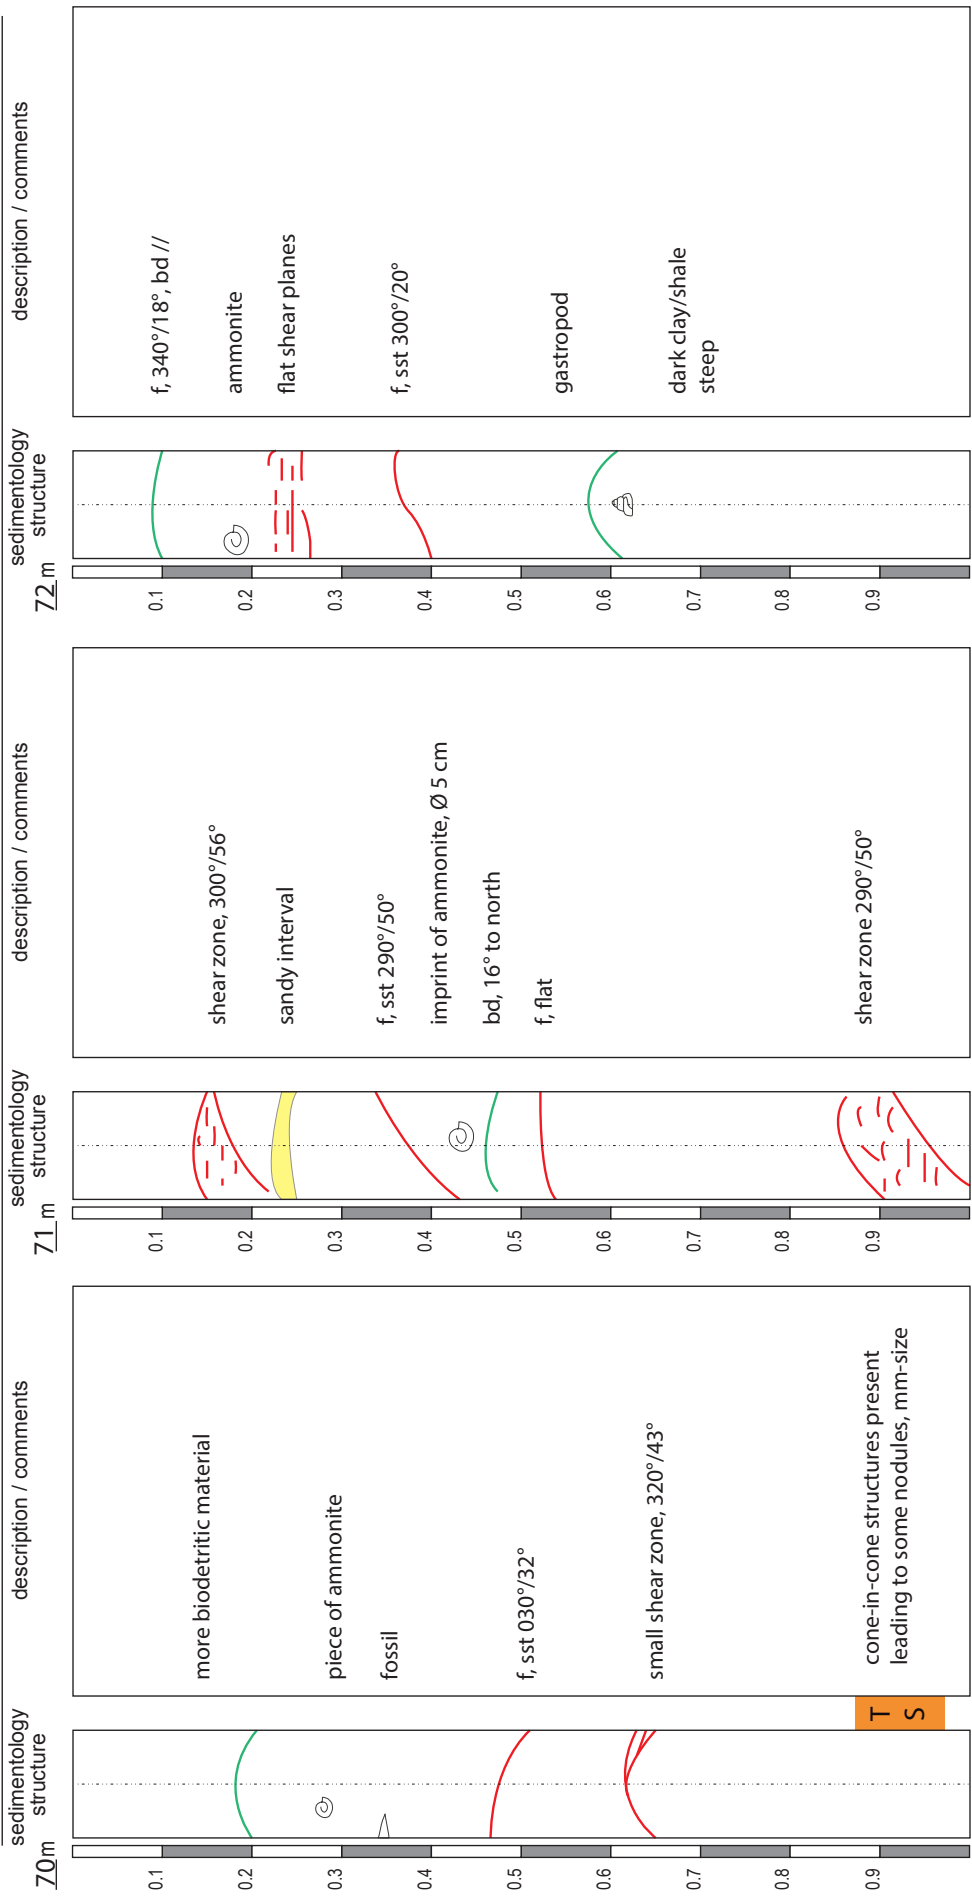 70 m
sedimentology
structure
description / comments
0.1
0.2
0.3
0.4
0.5
0.6
0.7
0.8
0.9
more biodetritic material
piece of ammonite
fossil
f, sst 030°/32°
small shear zone, 320°/43°
T S
cone-in-cone structures present
leading to some nodules, mm-size
71 m
sedimentology
structure
description / comments
0.1
0.2
0.3
0.4
0.5
0.6
0.7
0.8
0.9
shear zone, 300°/56°
sandy interval
f, sst 290°/50°
imprint of ammonite, Ø 5 cm
bd, 16° to north
f, flat
shear zone 290°/50°
72 m
sedimentology
structure
description / comments
0.1
0.2
0.3
0.4
0.5
0.6
0.7
0.8
0.9
f, 340°/18°, bd //
ammonite
flat shear planes
f, sst 300°/20°
gastropod
dark clay/shale
steep